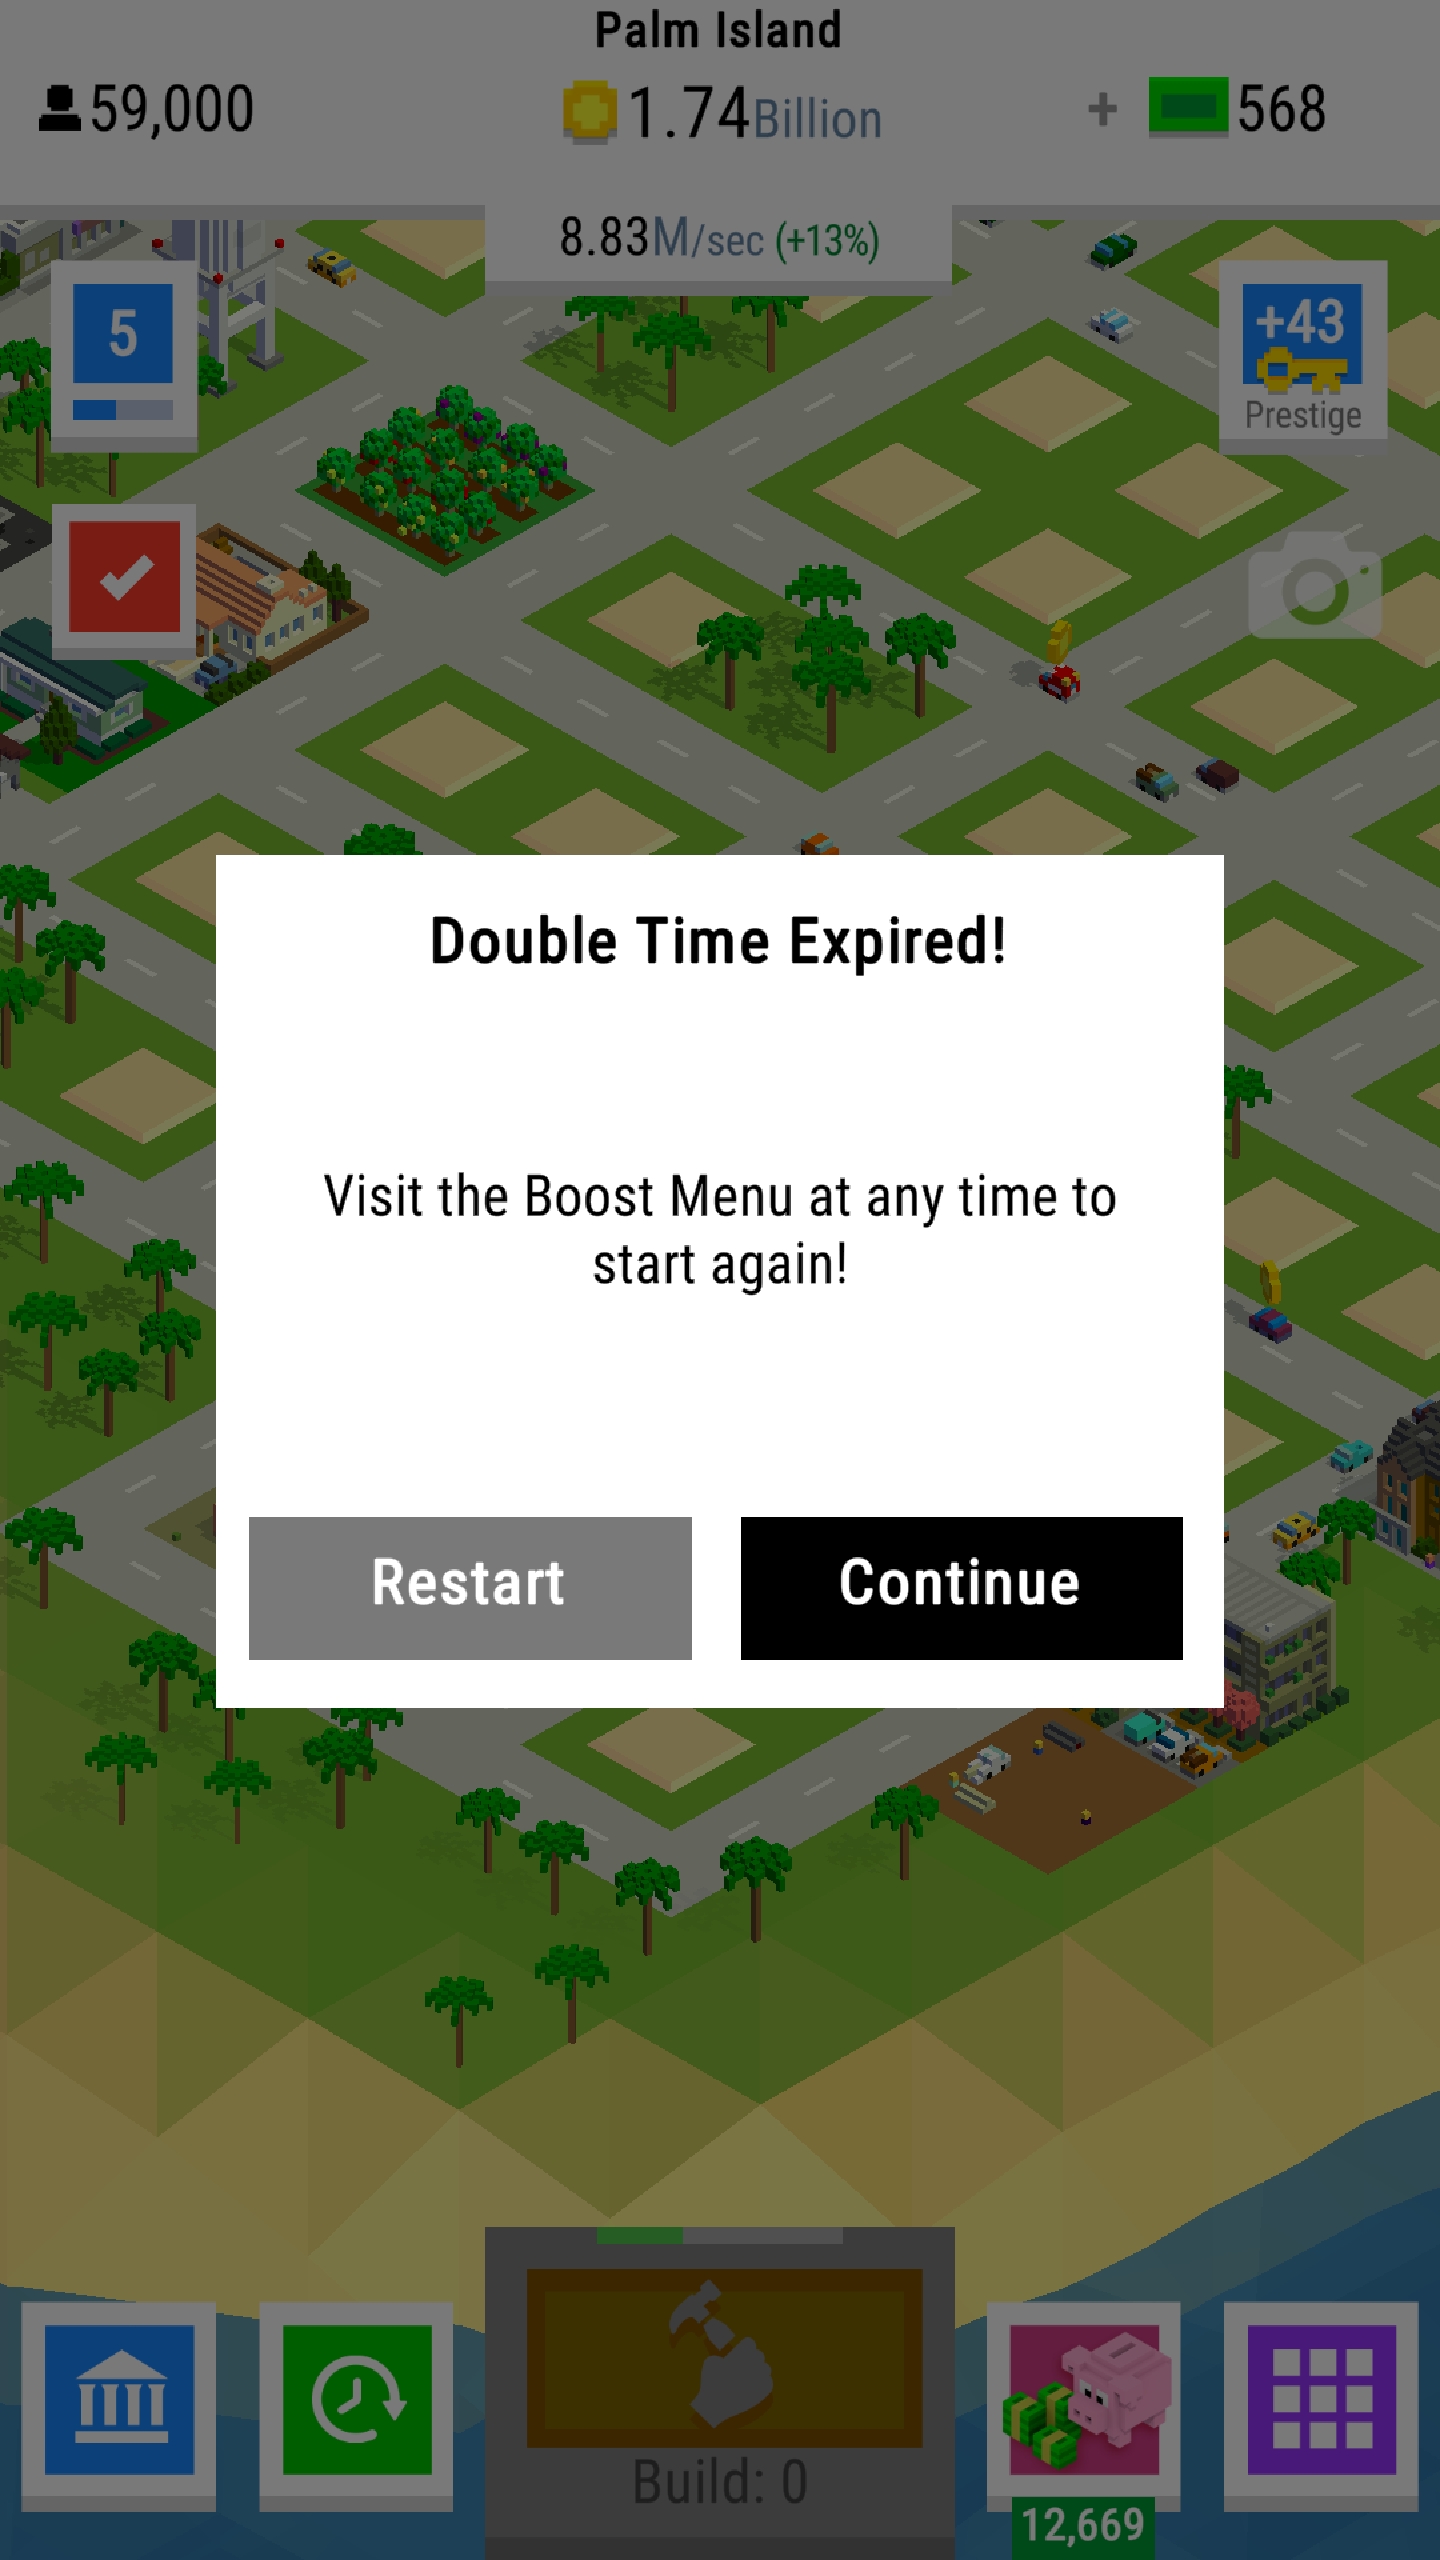 Palm Island
59,000
1.74Billion
+ 568
8.83M/sec (+13%)
5
+43
Prestige
Double Time Expired!
Visit the Boost Menu at any time to
start again!
Restart
Continue
Build: 0
12,669